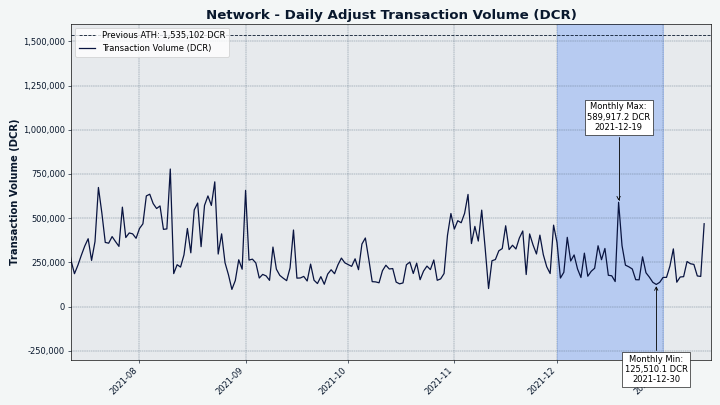 Network - Daily Adjust Transaction Volume (DCR)
Previous ATH: 1,535,102 DCR
Transaction Volume (DCR)
Transaction Volume (DCR)
1,500,000
1,250,000
1,000,000
750,000
500,000
250,000
0
-250,000
Monthly Max:
589,917.2 DCR
2021-12-19
Monthly Min:
125,510.1 DCR
2021-12-30
2021-08
2021-09
2021-10
2021-11
2021-12